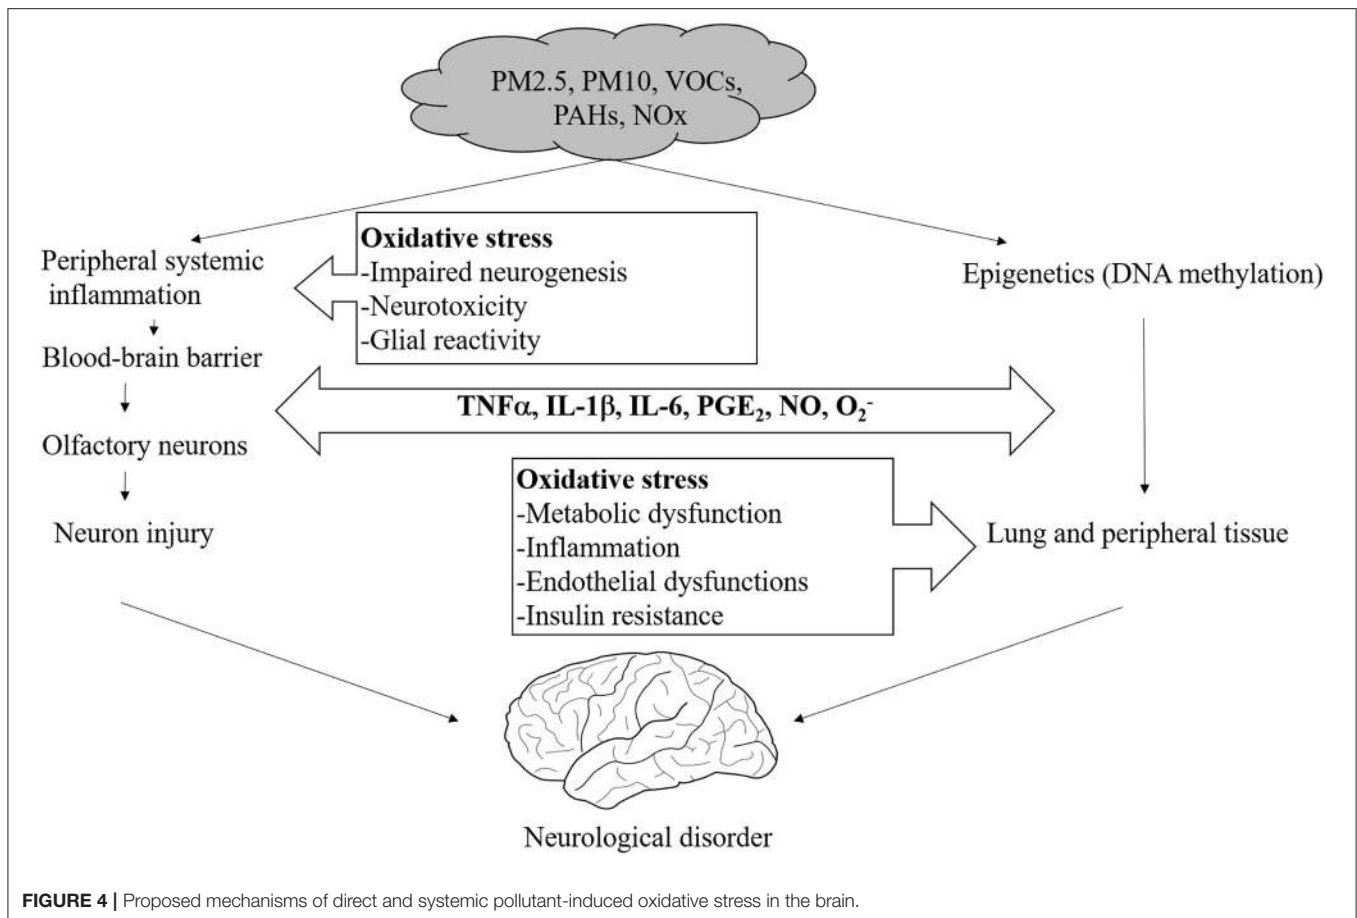 PM2.5, PM10, VOCs,
PAHs, NOx
Peripheral systemic
inflammation
Blood-brain barrier
Olfactory neurons
Neuron injury
Oxidative stress
-Impaired neurogenesis
-Neurotoxicity
-Glial reactivity
Epigenetics (DNA methylation)
TNFα, IL-1β, IL-6, PGE₂, NO, O₂⁻
Oxidative stress
-Metabolic dysfunction
-Inflammation
-Endothelial dysfunctions
-Insulin resistance
Lung and peripheral tissue
Neurological disorder
FIGURE 4 | Proposed mechanisms of direct and systemic pollutant-induced oxidative stress in the brain.